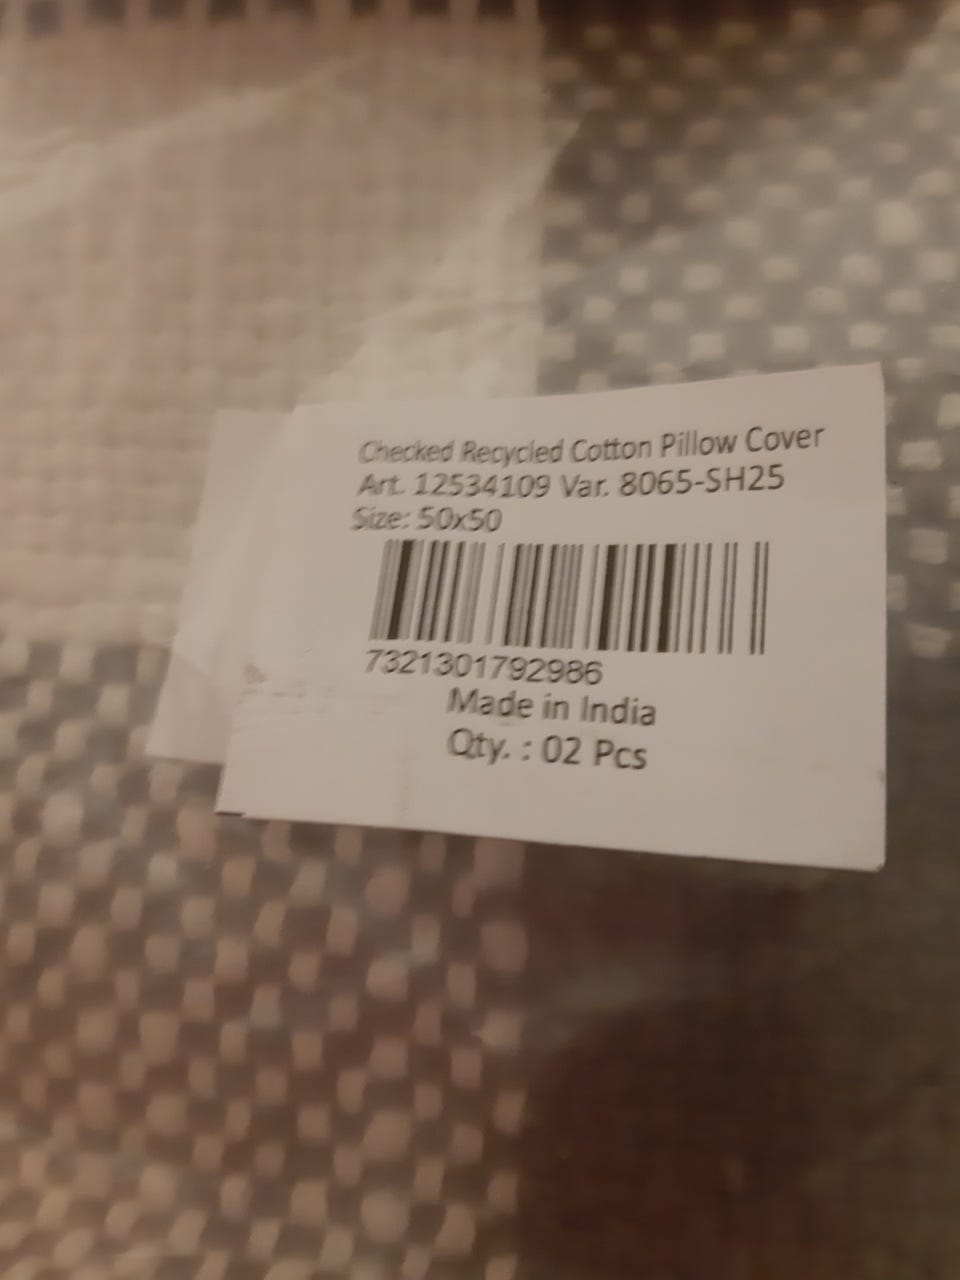 Checked Recycled Cotton Pillow Cover
Art. 12534109 Var. 8065-SH25
Size: 50x50
7321301792986
Made in India
Qty. : 02 Pcs